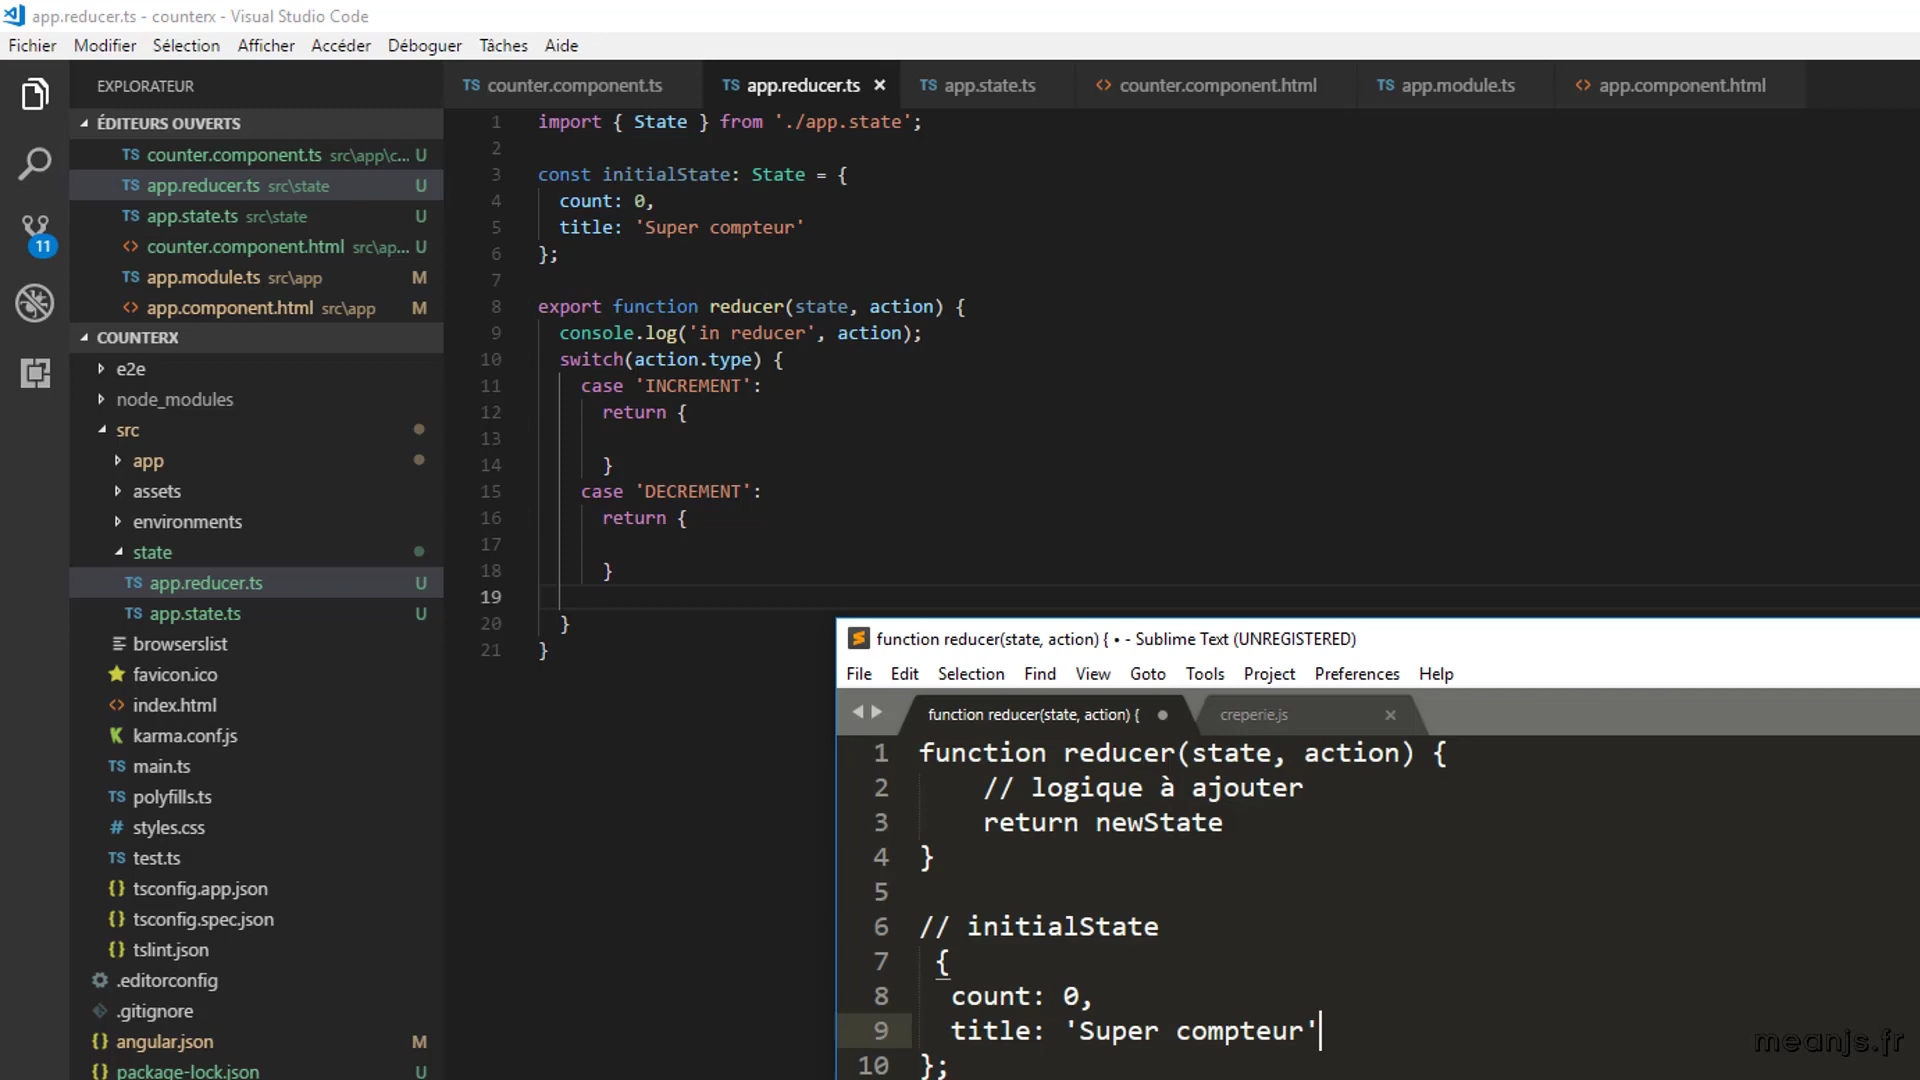 app.reducer.ts - counterx - Visual Studio Code
Fichier Modifier Sélection Afficher Accéder Déboguer Tâches Aide
EXPLORATEUR
TS counter.component.ts TS app.reducer.ts × TS app.state.ts <> counter.component.html TS app.module.ts <> app.component.html
ÉDITEURS OUVERTS
TS counter.component.ts src\app\c... U
TS app.reducer.ts src\state U
TS app.state.ts src\state U
<> counter.component.html src\ap... U
TS app.module.ts src\app M
<> app.component.html src\app M
11
COUNTERX
e2e
node_modules
src
app
assets
environments
state
TS app.reducer.ts U
TS app.state.ts U
browserslist
favicon.ico
<> index.html
karma.conf.js
TS main.ts
TS polyfills.ts
# styles.css
TS test.ts
{} tsconfig.app.json
{} tsconfig.spec.json
{} tslint.json
.editorconfig
.gitignore
{} angular.json M
{} package-lock.json U
1 import { State } from './app.state';
2
3 const initialState: State = {
4 count: 0,
5 title: 'Super compteur'
6 };
7
8 export function reducer(state, action) {
9 console.log('in reducer', action);
10 switch(action.type) {
11 case 'INCREMENT':
12 return {
13
14 }
15 case 'DECREMENT':
16 return {
17
18 }
19
20 }
21 }
function reducer(state, action) { • - Sublime Text (UNREGISTERED)
File Edit Selection Find View Goto Tools Project Preferences Help
function reducer(state, action) { creperie.js ×
1 function reducer(state, action) {
2 // logique à ajouter
3 return newState
4 }
5
6 // initialState
7 {
8 count: 0,
9 title: 'Super compteur'
10 };
meanjs.fr